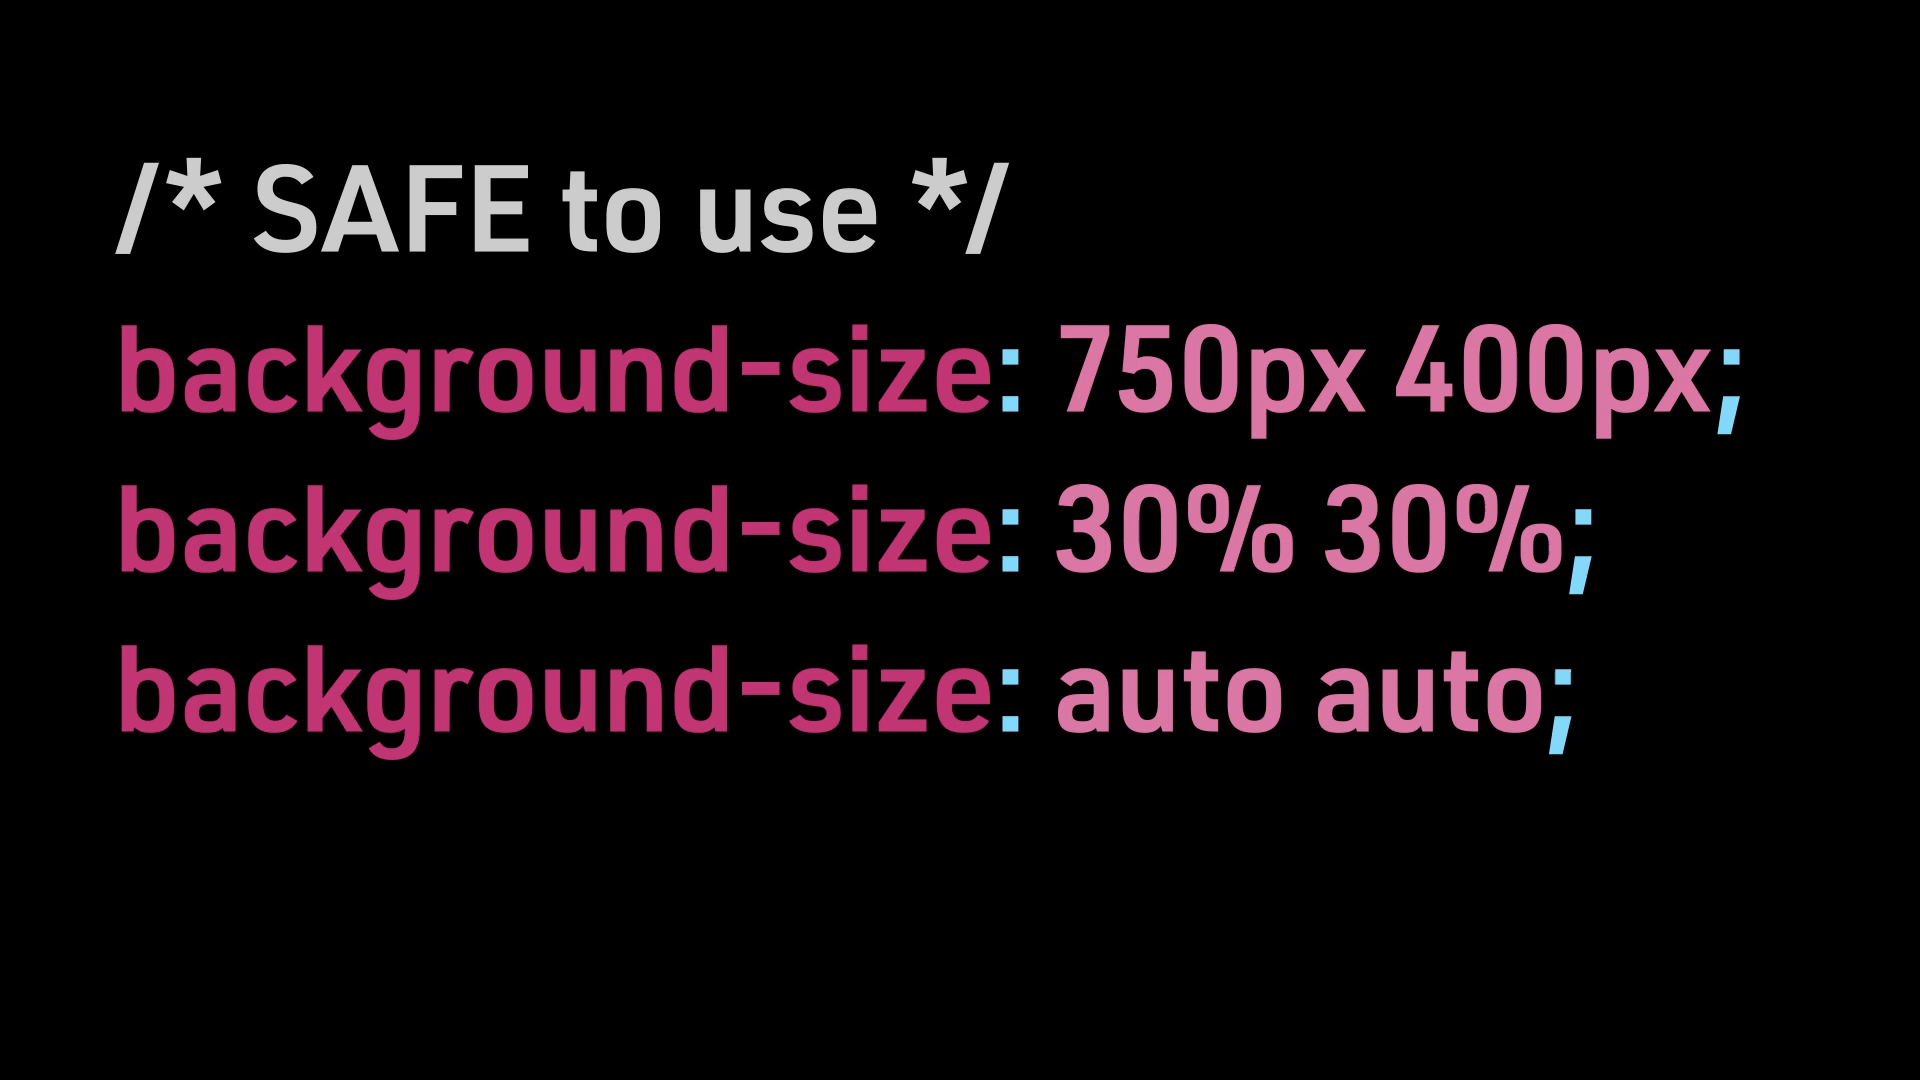 /* SAFE to use */
background-size: 750px 400px;
background-size: 30% 30%;
background-size: auto auto;